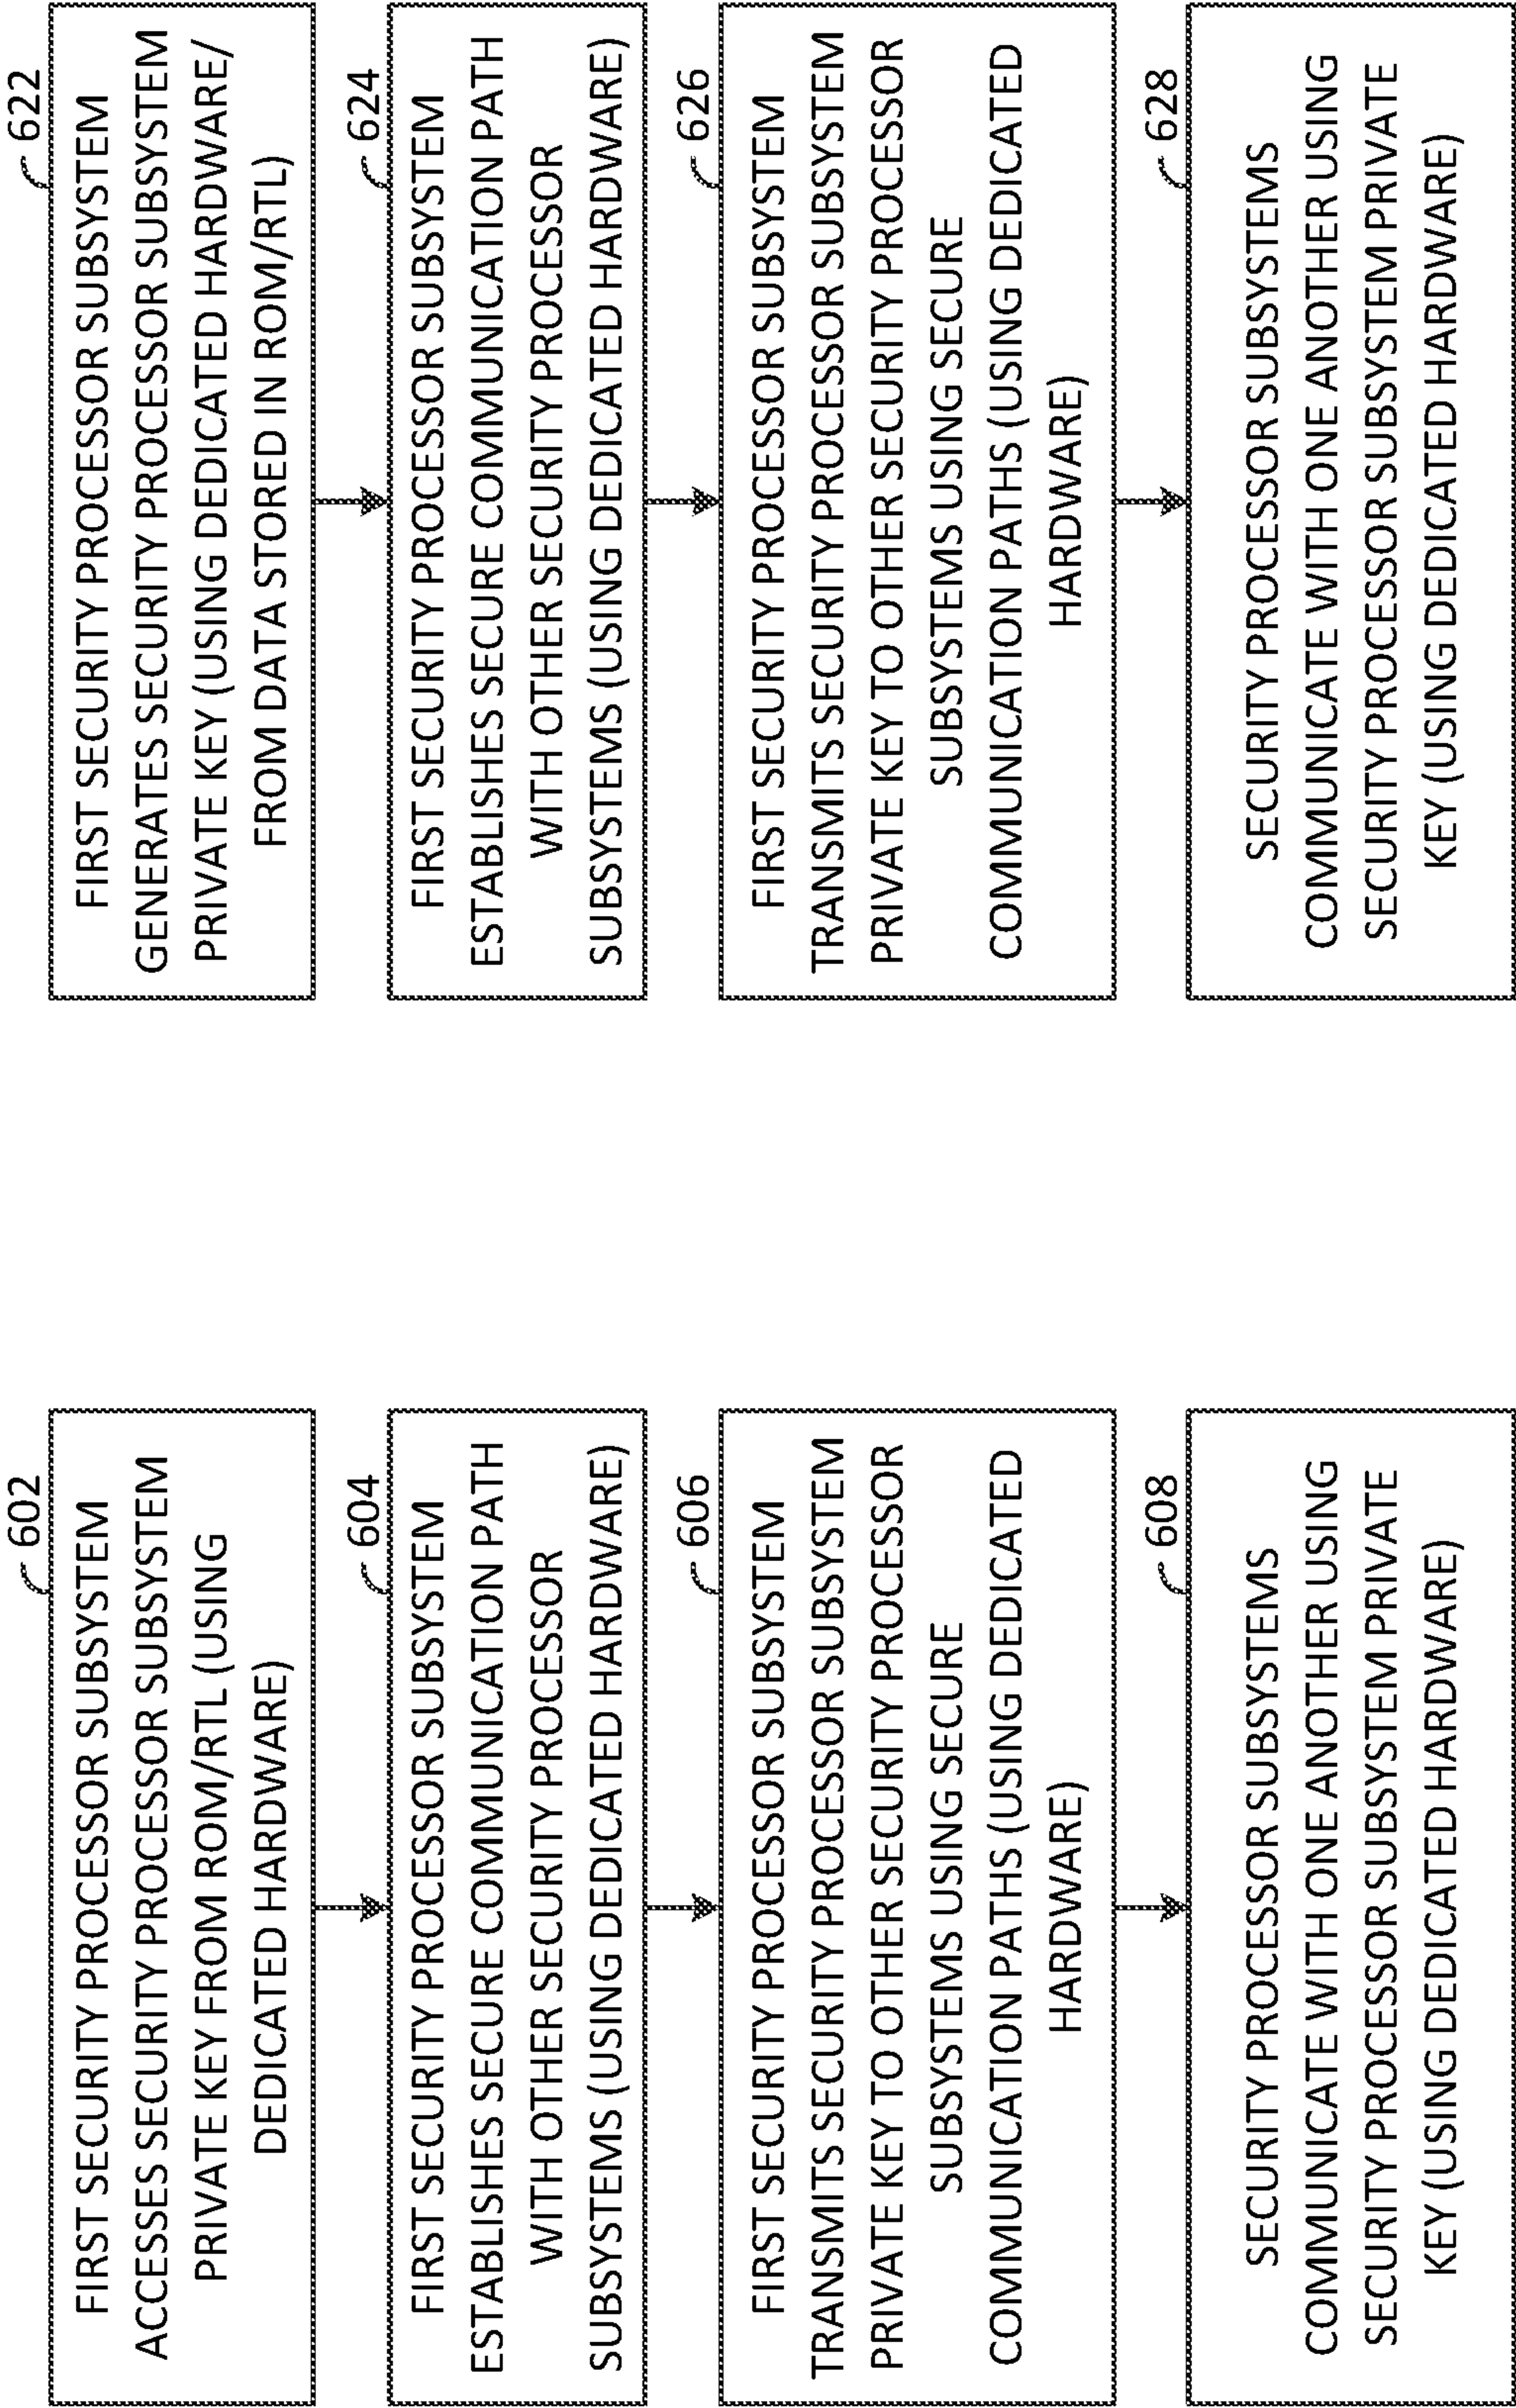 602
FIRST SECURITY PROCESSOR SUBSYSTEM
ACCESSES SECURITY PROCESSOR SUBSYSTEM
PRIVATE KEY FROM ROM/RTL (USING
DEDICATED HARDWARE)
604
FIRST SECURITY PROCESSOR SUBSYSTEM
ESTABLISHES SECURE COMMUNICATION PATH
WITH OTHER SECURITY PROCESSOR
SUBSYSTEMS (USING DEDICATED HARDWARE)
606
FIRST SECURITY PROCESSOR SUBSYSTEM
TRANSMITS SECURITY PROCESSOR SUBSYSTEM
PRIVATE KEY TO OTHER SECURITY PROCESSOR
SUBSYSTEMS USING SECURE
COMMUNICATION PATHS (USING DEDICATED
HARDWARE)
608
SECURITY PROCESSOR SUBSYSTEMS
COMMUNICATE WITH ONE ANOTHER USING
SECURITY PROCESSOR SUBSYSTEM PRIVATE
KEY (USING DEDICATED HARDWARE)
622
FIRST SECURITY PROCESSOR SUBSYSTEM
GENERATES SECURITY PROCESSOR SUBSYSTEM
PRIVATE KEY (USING DEDICATED HARDWARE/
FROM DATA STORED IN ROM/RTL)
624
FIRST SECURITY PROCESSOR SUBSYSTEM
ESTABLISHES SECURE COMMUNICATION PATH
WITH OTHER SECURITY PROCESSOR
SUBSYSTEMS (USING DEDICATED HARDWARE)
626
FIRST SECURITY PROCESSOR SUBSYSTEM
TRANSMITS SECURITY PROCESSOR SUBSYSTEM
PRIVATE KEY TO OTHER SECURITY PROCESSOR
SUBSYSTEMS USING SECURE
COMMUNICATION PATHS (USING DEDICATED
HARDWARE)
628
SECURITY PROCESSOR SUBSYSTEMS
COMMUNICATE WITH ONE ANOTHER USING
SECURITY PROCESSOR SUBSYSTEM PRIVATE
KEY (USING DEDICATED HARDWARE)